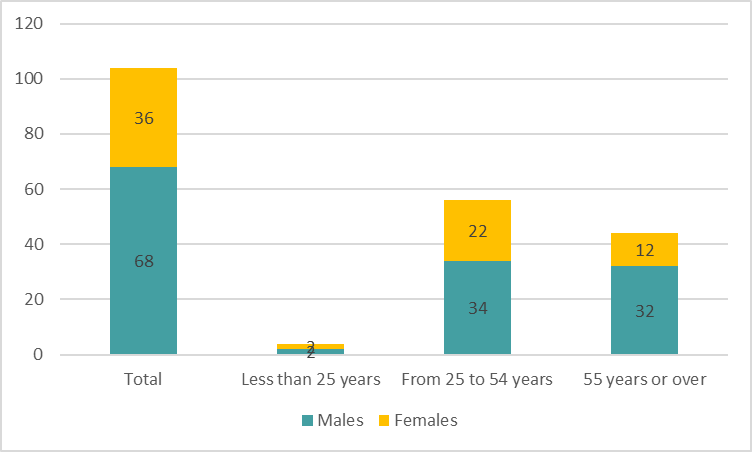 120
100
80
60
40
20
0
36
68
2
2
22
34
12
32
Total
Less than 25 years
From 25 to 54 years
55 years or over
Males
Females